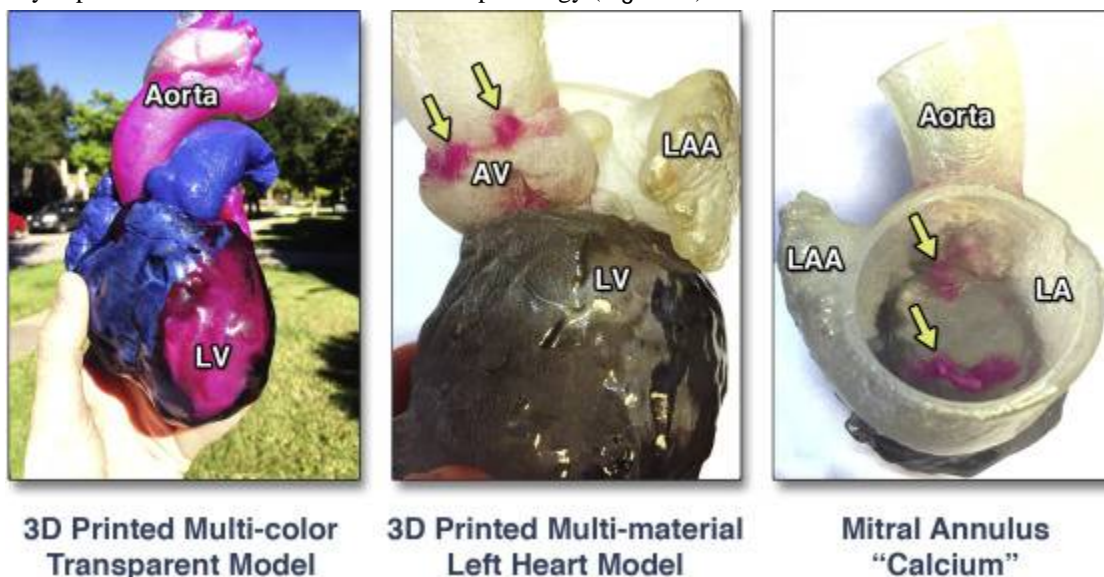 Aorta
LV
AV
LAA
LV
Aorta
LAA
LA
3D Printed Multi-color
Transparent Model
3D Printed Multi-material
Left Heart Model
Mitral Annulus
“Calcium”